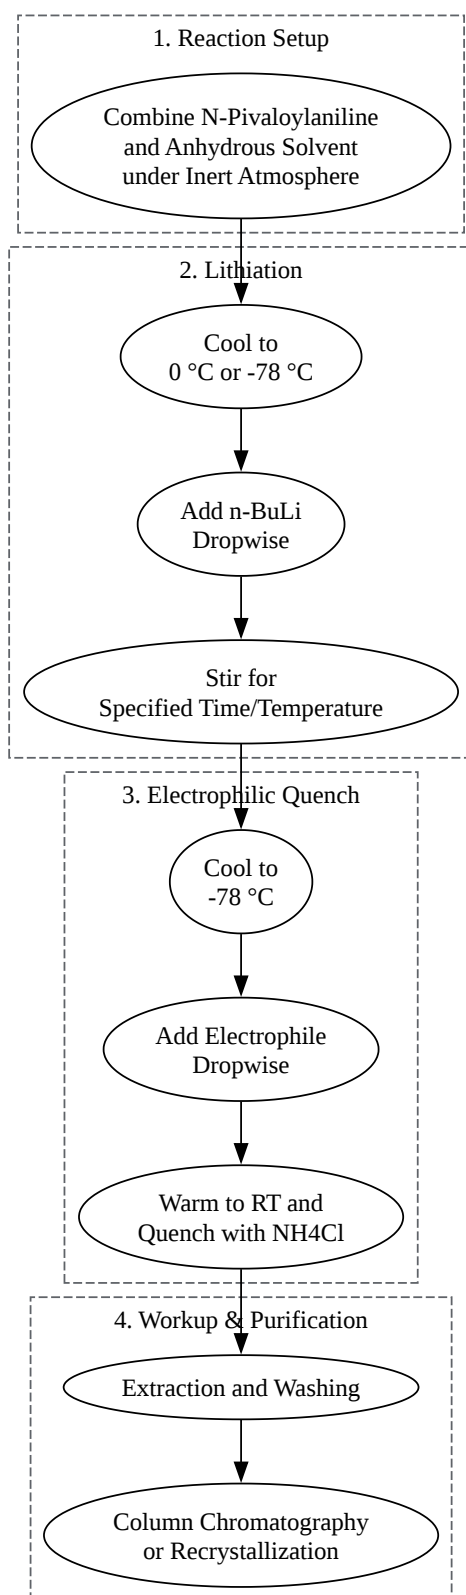 1. Reaction Setup
Combine N-Pivaloylaniline
and Anhydrous Solvent
under Inert Atmosphere
2. Lithiation
Cool to
0 °C or -78 °C
Add n-BuLi
Dropwise
Stir for
Specified Time/Temperature
3. Electrophilic Quench
Cool to
-78 °C
Add Electrophile
Dropwise
Warm to RT and
Quench with NH4Cl
4. Workup & Purification
Extraction and Washing
Column Chromatography
or Recrystallization